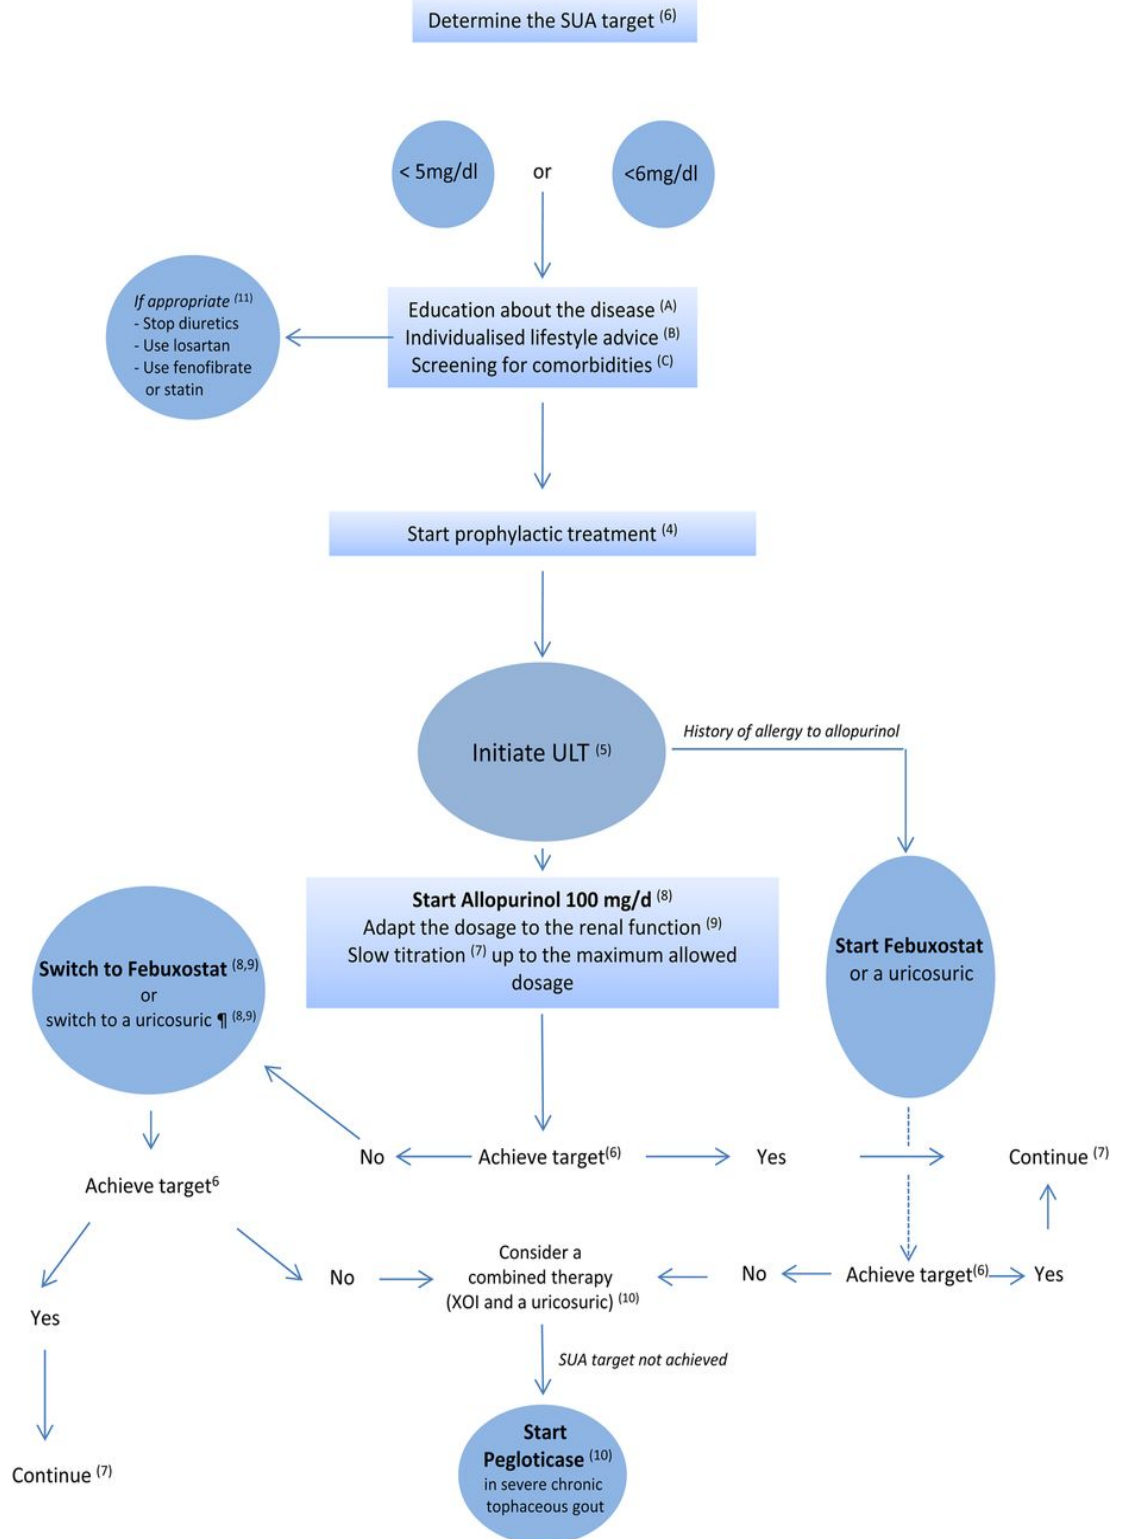 Determine the SUA target (6)
< 5mg/dl or <6mg/dl
If appropriate (11)
- Stop diuretics
- Use losartan
- Use fenofibrate
or statin
Education about the disease (A)
Individualised lifestyle advice (B)
Screening for comorbidities (C)
Start prophylactic treatment (4)
Initiate ULT (5)
History of allergy to allopurinol
Start Allopurinol 100 mg/d (8)
Adapt the dosage to the renal function (9)
Slow titration (7) up to the maximum allowed
dosage
Start Febuxostat
or a uricosuric
Switch to Febuxostat (8,9)
or
switch to a uricosuric ¶ (8,9)
No Achieve target(6) Yes Continue (7)
Achieve target6
No
Consider a
combined therapy
(XOI and a uricosuric) (10)
No Achieve target(6) Yes
Yes
SUA target not achieved
Continue (7)
Start
Pegloticase (10)
in severe chronic
tophaceous gout